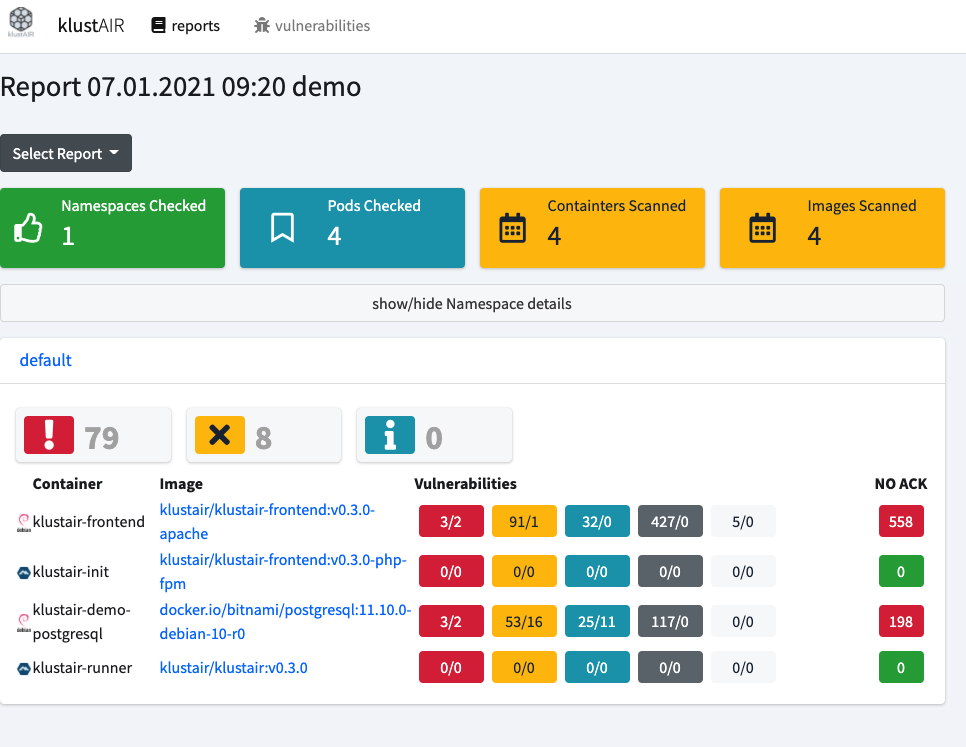 klustAIR
klustAIR reports vulnerabilities
Report 07.01.2021 09:20 demo
Select Report
Namespaces Checked
1
Pods Checked
4
Containters Scanned
4
Images Scanned
4
show/hide Namespace details
default
79 8 0
Container Image Vulnerabilities NO ACK
debian klustair-frontend klustair/klustair-frontend:v0.3.0-
apache
3/2 91/1 32/0 427/0 5/0 558
klustair-init klustair/klustair-frontend:v0.3.0-php-
fpm
0/0 0/0 0/0 0/0 0/0 0
debian klustair-demo-
postgresql
docker.io/bitnami/postgresql:11.10.0-
debian-10-r0
3/2 53/16 25/11 117/0 0/0 198
klustair-runner klustair/klustair:v0.3.0 0/0 0/0 0/0 0/0 0/0 0